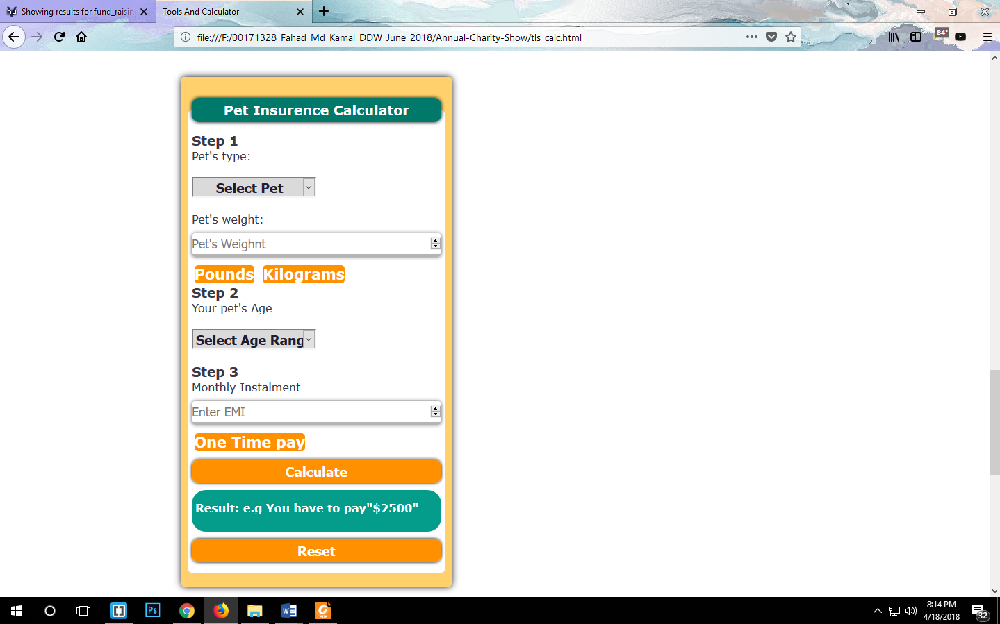 Showing results for fund_raisin
Tools And Calculator
file:///F:/00171328_Fahad_Md_Kamal_DDW_June_2018/Annual-Charity-Show/tls_calc.html
84°
Pet Insurence Calculator
Step 1
Pet's type:
Select Pet
Pet's weight:
Pet's Weighnt
Pounds Kilograms
Step 2
Your pet's Age
Select Age Rang
Step 3
Monthly Instalment
Enter EMI
One Time pay
Calculate
Result: e.g You have to pay"$2500"
Reset
Ps
W
G
PDF
8:14 PM
4/18/2018
32